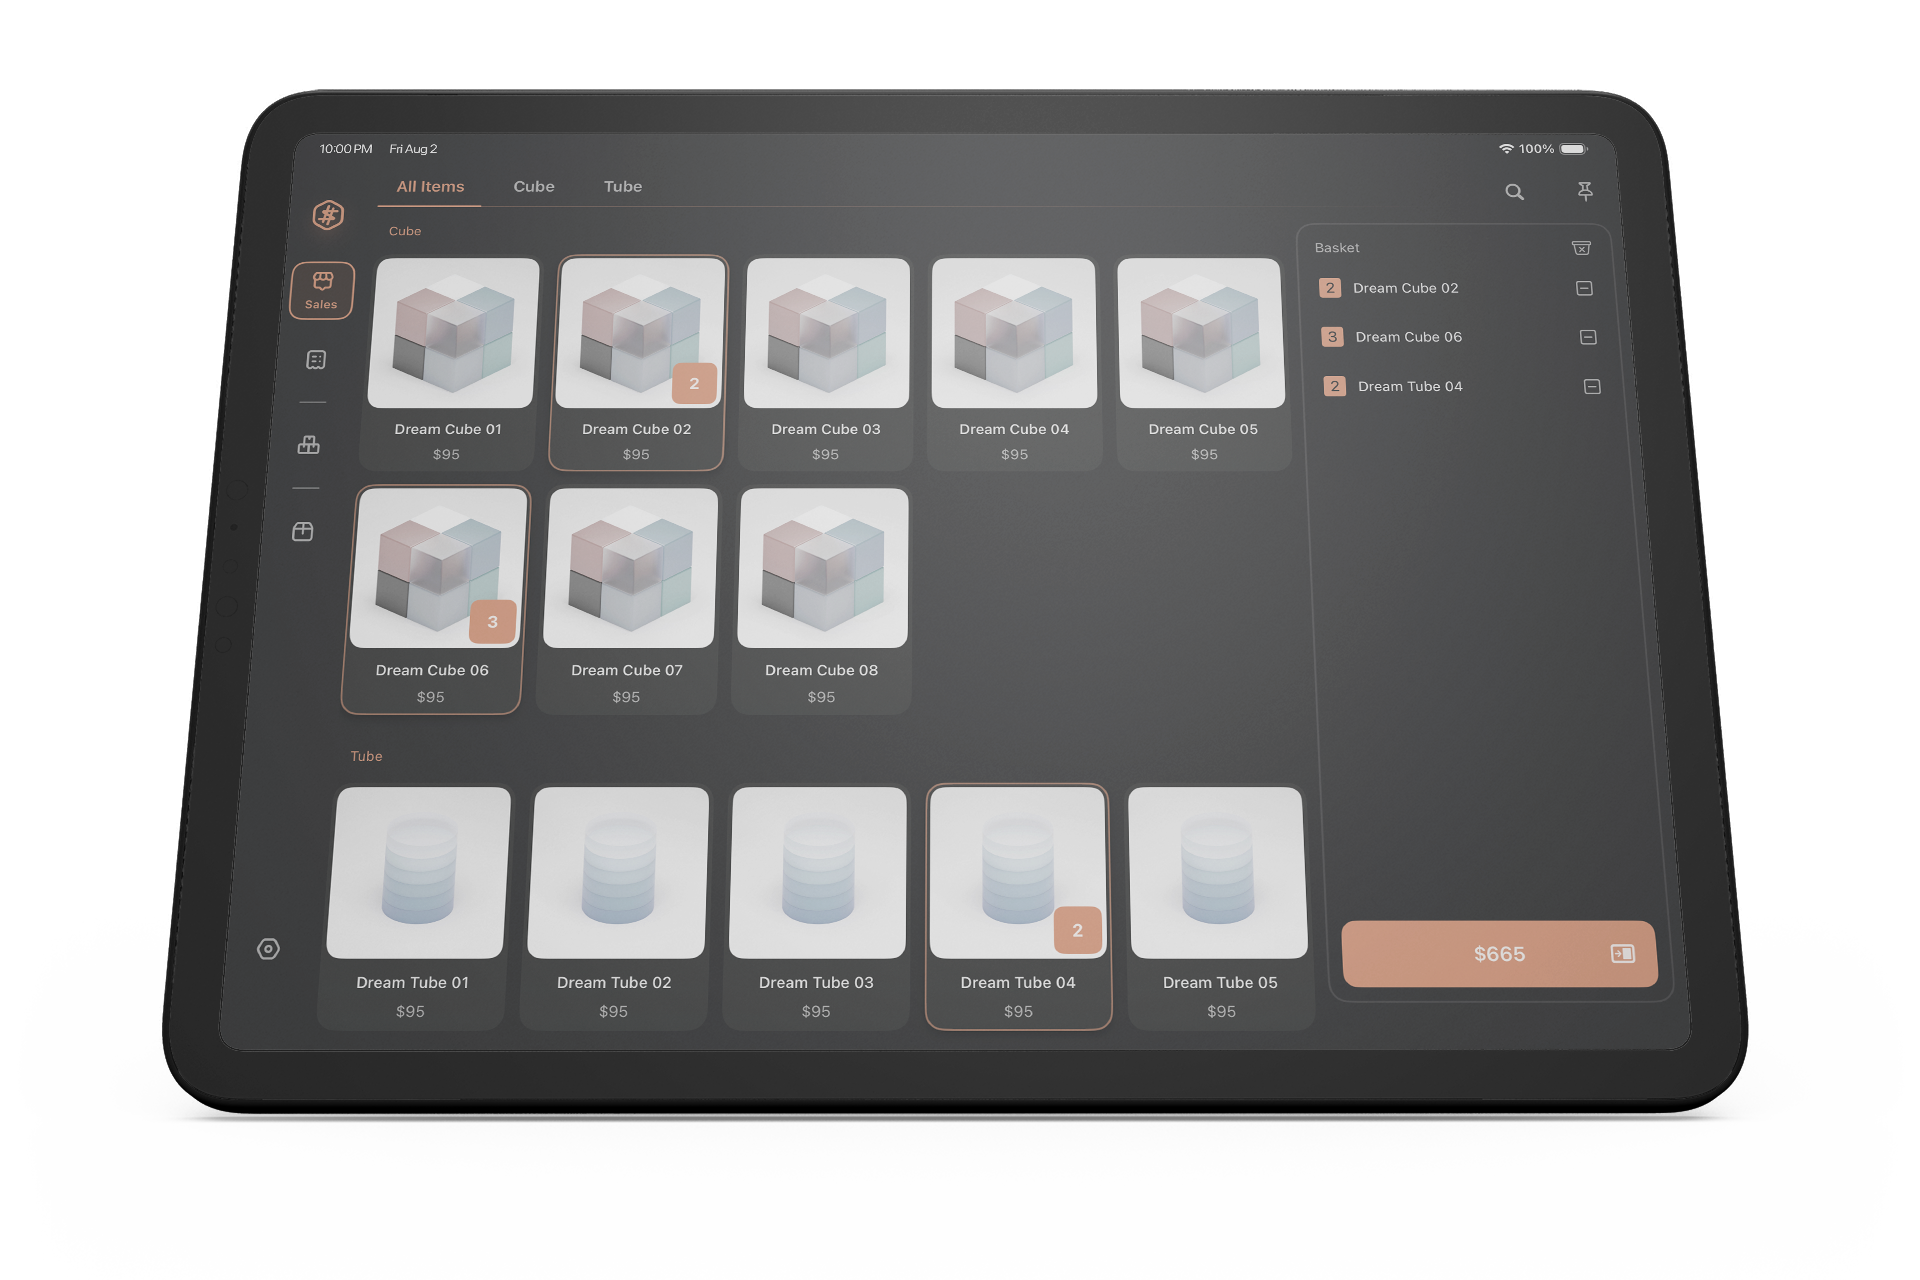 10:00 PM Fri Aug 2
100%
All Items Cube Tube
Sales
Cube
Dream Cube 01
$95
Dream Cube 02
$95
2
Dream Cube 03
$95
Dream Cube 04
$95
Dream Cube 05
$95
Dream Cube 06
$95
3
Dream Cube 07
$95
Dream Cube 08
$95
Tube
Dream Tube 01
$95
Dream Tube 02
$95
Dream Tube 03
$95
Dream Tube 04
$95
2
Dream Tube 05
$95
Basket
2 Dream Cube 02
3 Dream Cube 06
2 Dream Tube 04
$665